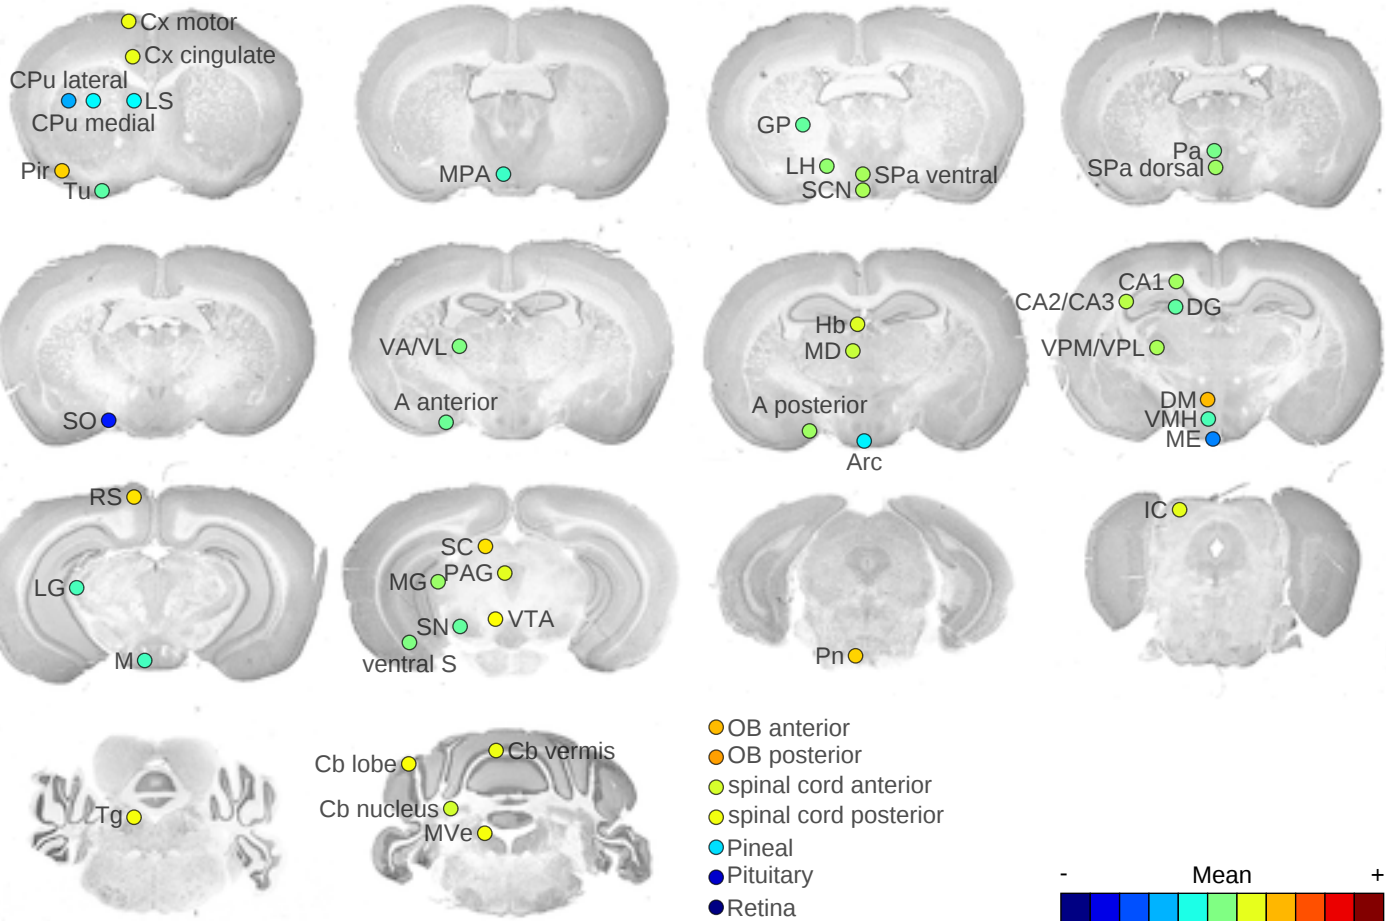 Cx motor
Cx cingulate
CPu lateral
LS
CPu medial
Pir
Tu
MPA
GP
LH
SPa ventral
SCN
Pa
SPa dorsal
SO
VA/VL
A anterior
Hb
MD
A posterior
Arc
CA1
CA2/CA3
DG
VPM/VPL
DM
VMH
ME
RS
LG
M
SC
PAG
MG
VTA
SN
ventral S
Pn
IC
Tg
Cb vermis
Cb lobe
Cb nucleus
MVe
OB anterior
OB posterior
spinal cord anterior
spinal cord posterior
Pineal
Pituitary
Retina
- Mean +